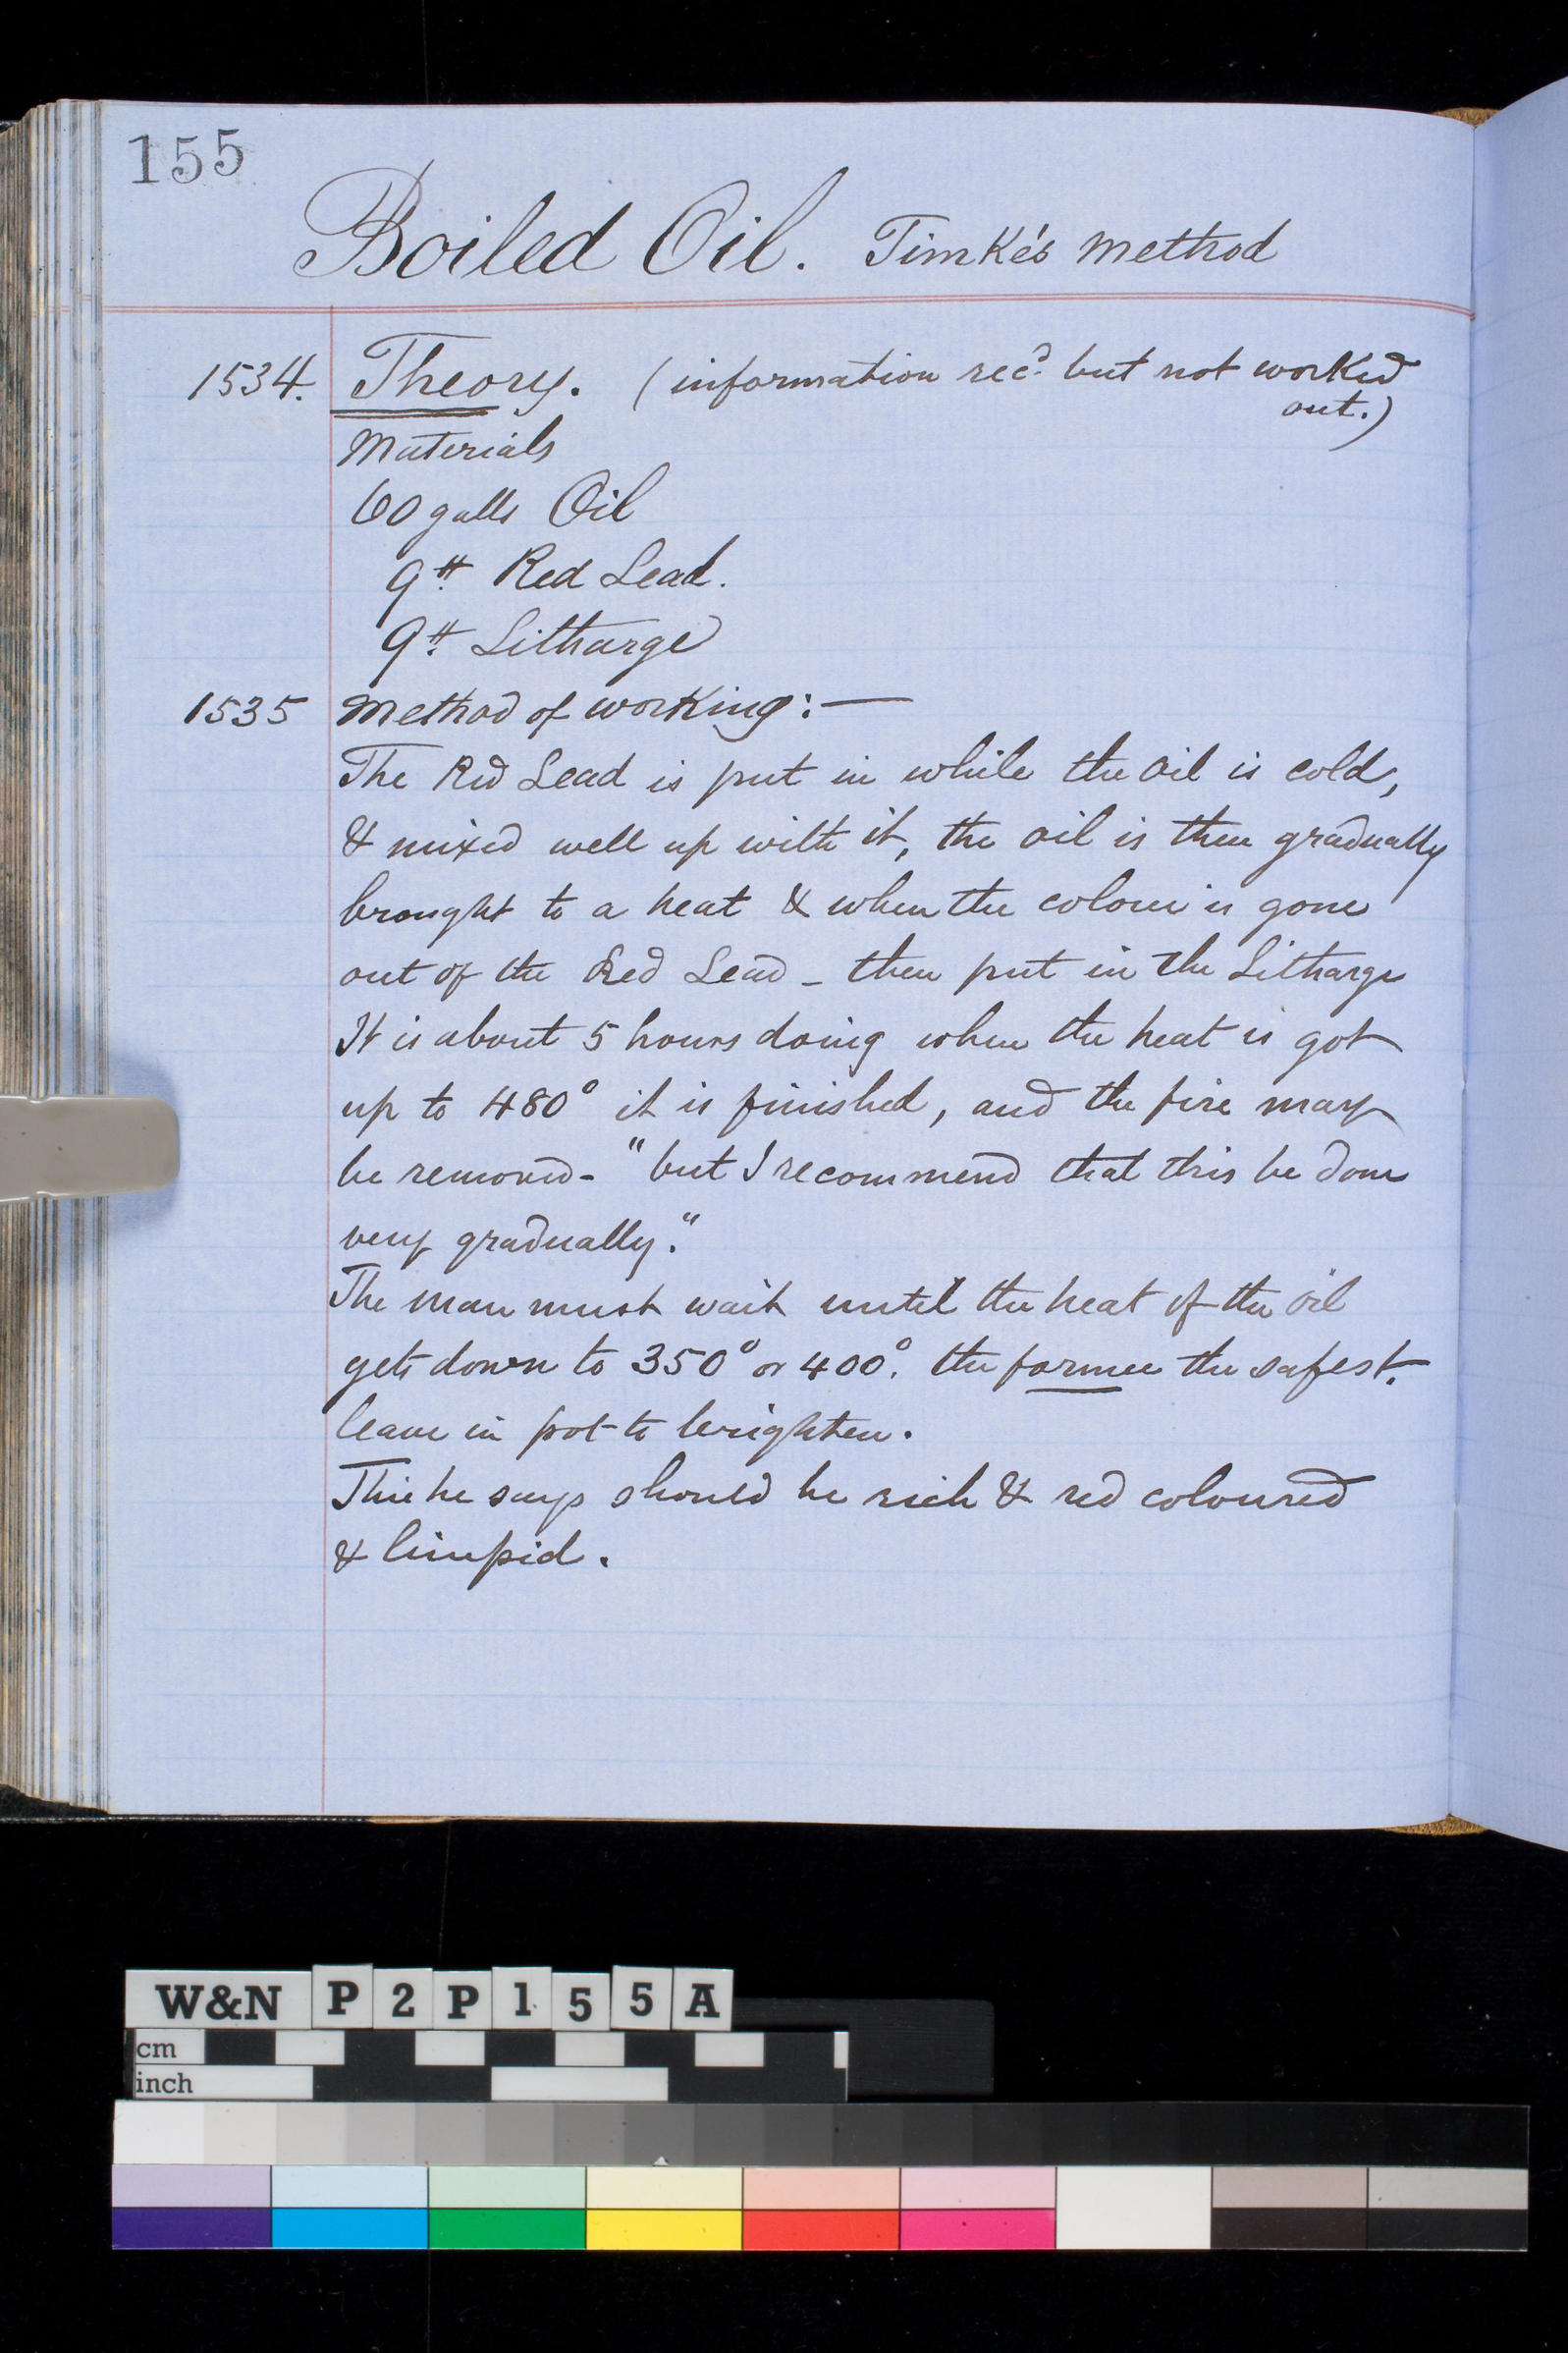 155
Boiled Oil. Timke's Method
1534. Theory. (information recd. but not worked
out.)
Materials
60 galls Oil
9 lb Red Lead.
9 lb Litharge
1535 Method of working:—
The Red Lead is put in while the oil is cold,
& mixed well up with it, the oil is then gradually
brought to a heat & when the colour is gone
out of the Red Lead - then put in the Litharge
It is about 5 hours doing when the heat is got
up to 480° it is finished, and the fire may
be removed - "but I recommend that this be done
very gradually."
The man must wait until the heat of the oil
gets down to 350° or 400°. the former the safest.
leave in pot to brighten.
This he says should be rich & red coloured
& limpid.
W&N P2P155A
cm
inch